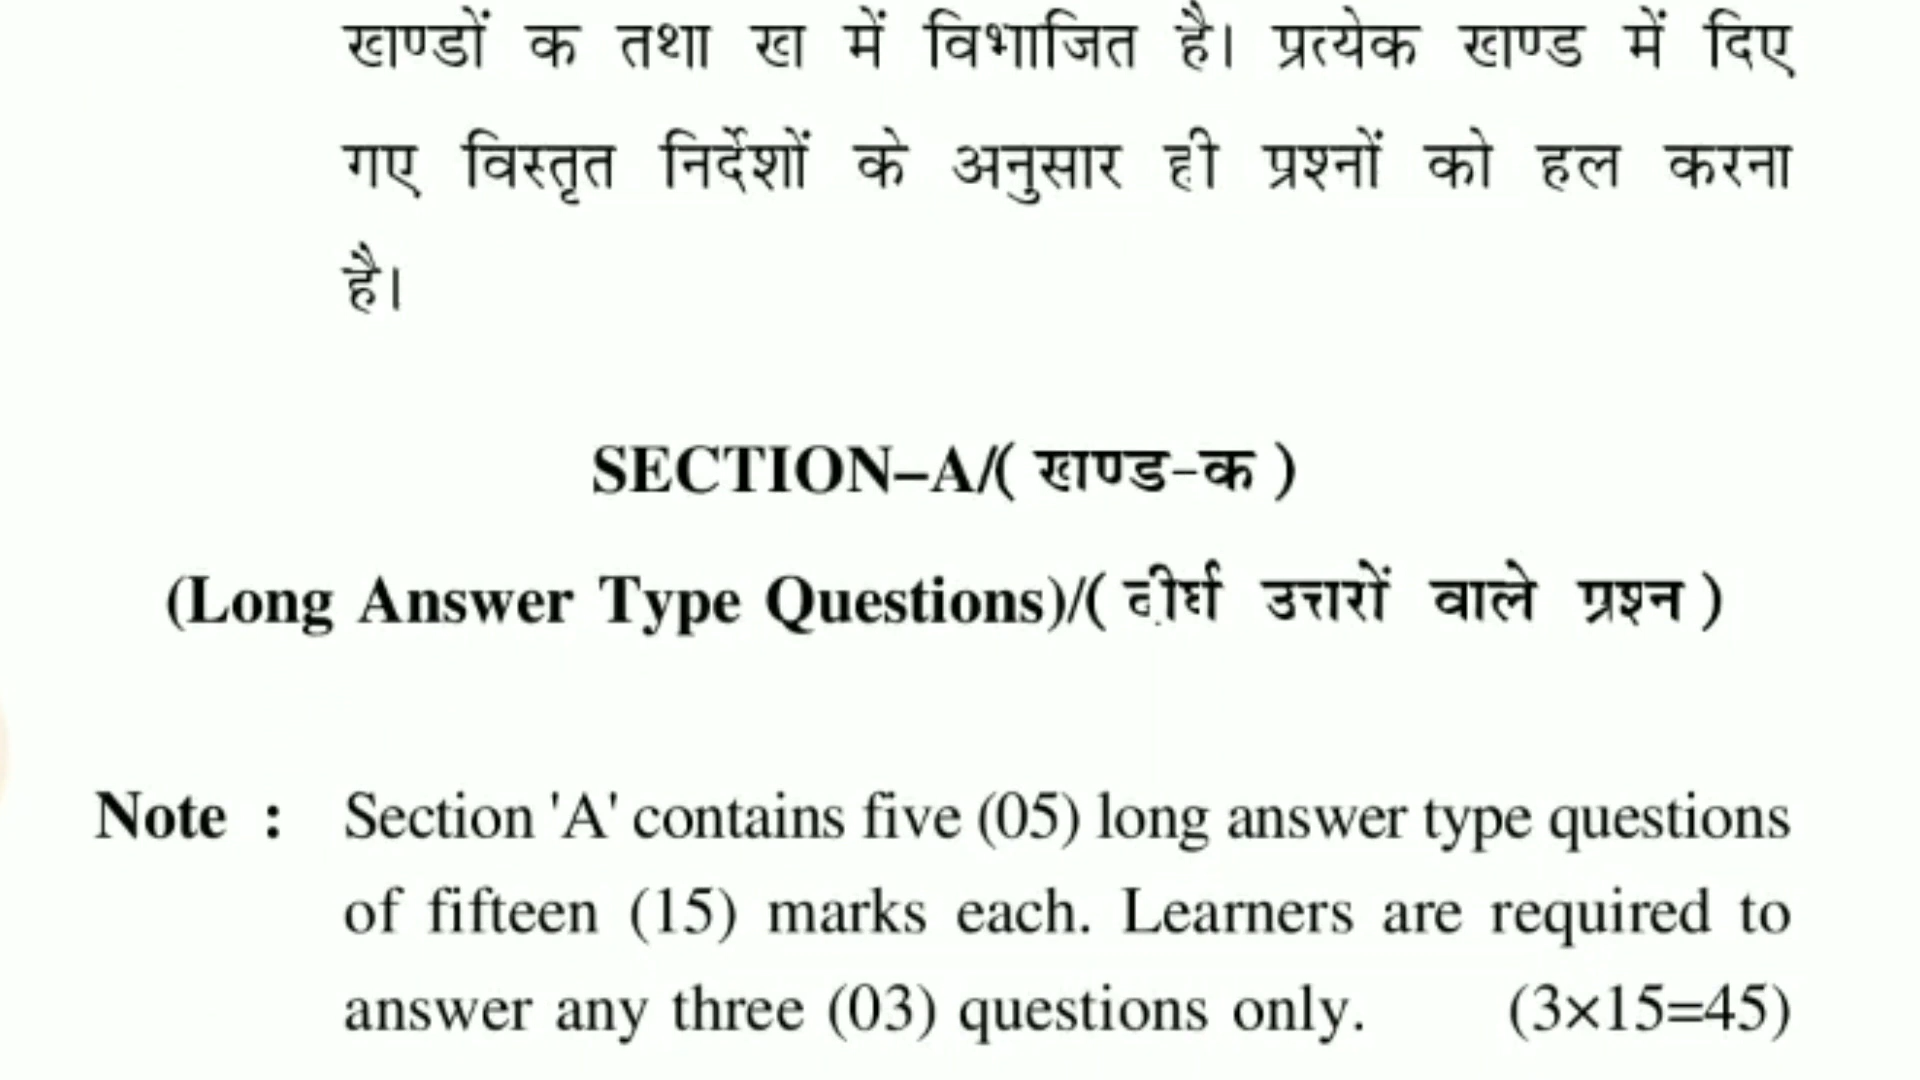 खण्डों क तथा ख में विभाजित है। प्रत्येक खण्ड में दिए
गए विस्तृत निर्देशों के अनुसार ही प्रश्नों को हल करना
है।
SECTION–A/( खण्ड-क )
(Long Answer Type Questions)/( दीर्घ उत्तरों वाले प्रश्न )
Note : Section 'A' contains five (05) long answer type questions
of fifteen (15) marks each. Learners are required to
answer any three (03) questions only. (3×15=45)